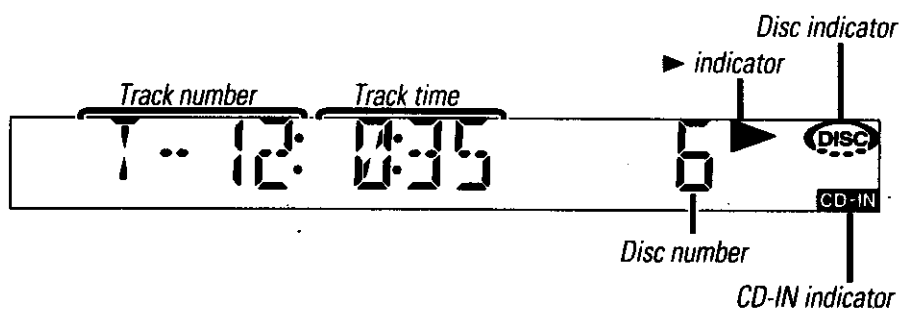 Disc indicator
▶ indicator
Track number Track time
T-12: 0:35 6 ▶ DISC
CD-IN
Disc number
CD-IN indicator